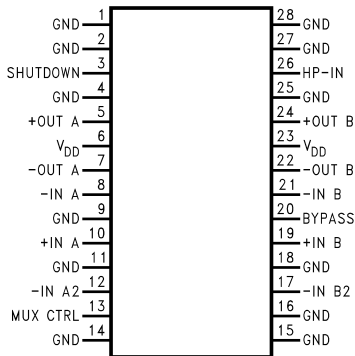 GND 1 28 GND
GND 2 27 GND
SHUTDOWN 3 26 HP-IN
GND 4 25 GND
+OUT A 5 24 +OUT B
VDD 6 23 VDD
-OUT A 7 22 -OUT B
-IN A 8 21 -IN B
GND 9 20 BYPASS
+IN A 10 19 +IN B
GND 11 18 GND
-IN A2 12 17 -IN B2
MUX CTRL 13 16 GND
GND 14 15 GND